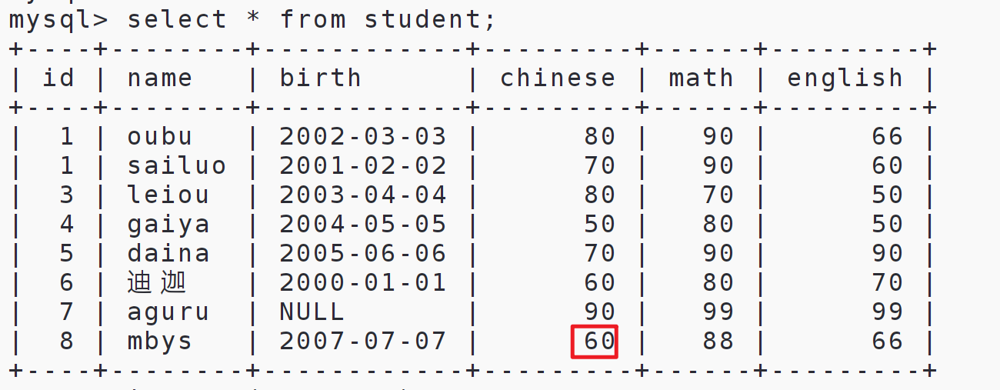 mysql> select * from student;
+----+--------+------------+---------+------+---------+
| id | name   | birth      | chinese | math | english |
+----+--------+------------+---------+------+---------+
|  1 | oubu   | 2002-03-03 |      80 |   90 |      66 |
|  1 | sailuo | 2001-02-02 |      70 |   90 |      60 |
|  3 | leiou  | 2003-04-04 |      80 |   70 |      50 |
|  4 | gaiya  | 2004-05-05 |      50 |   80 |      50 |
|  5 | daina  | 2005-06-06 |      70 |   90 |      90 |
|  6 | 迪迦   | 2000-01-01 |      60 |   80 |      70 |
|  7 | aguru  | NULL       |      90 |   99 |      99 |
|  8 | mbys   | 2007-07-07 |      60 |   88 |      66 |
+----+--------+------------+---------+------+---------+